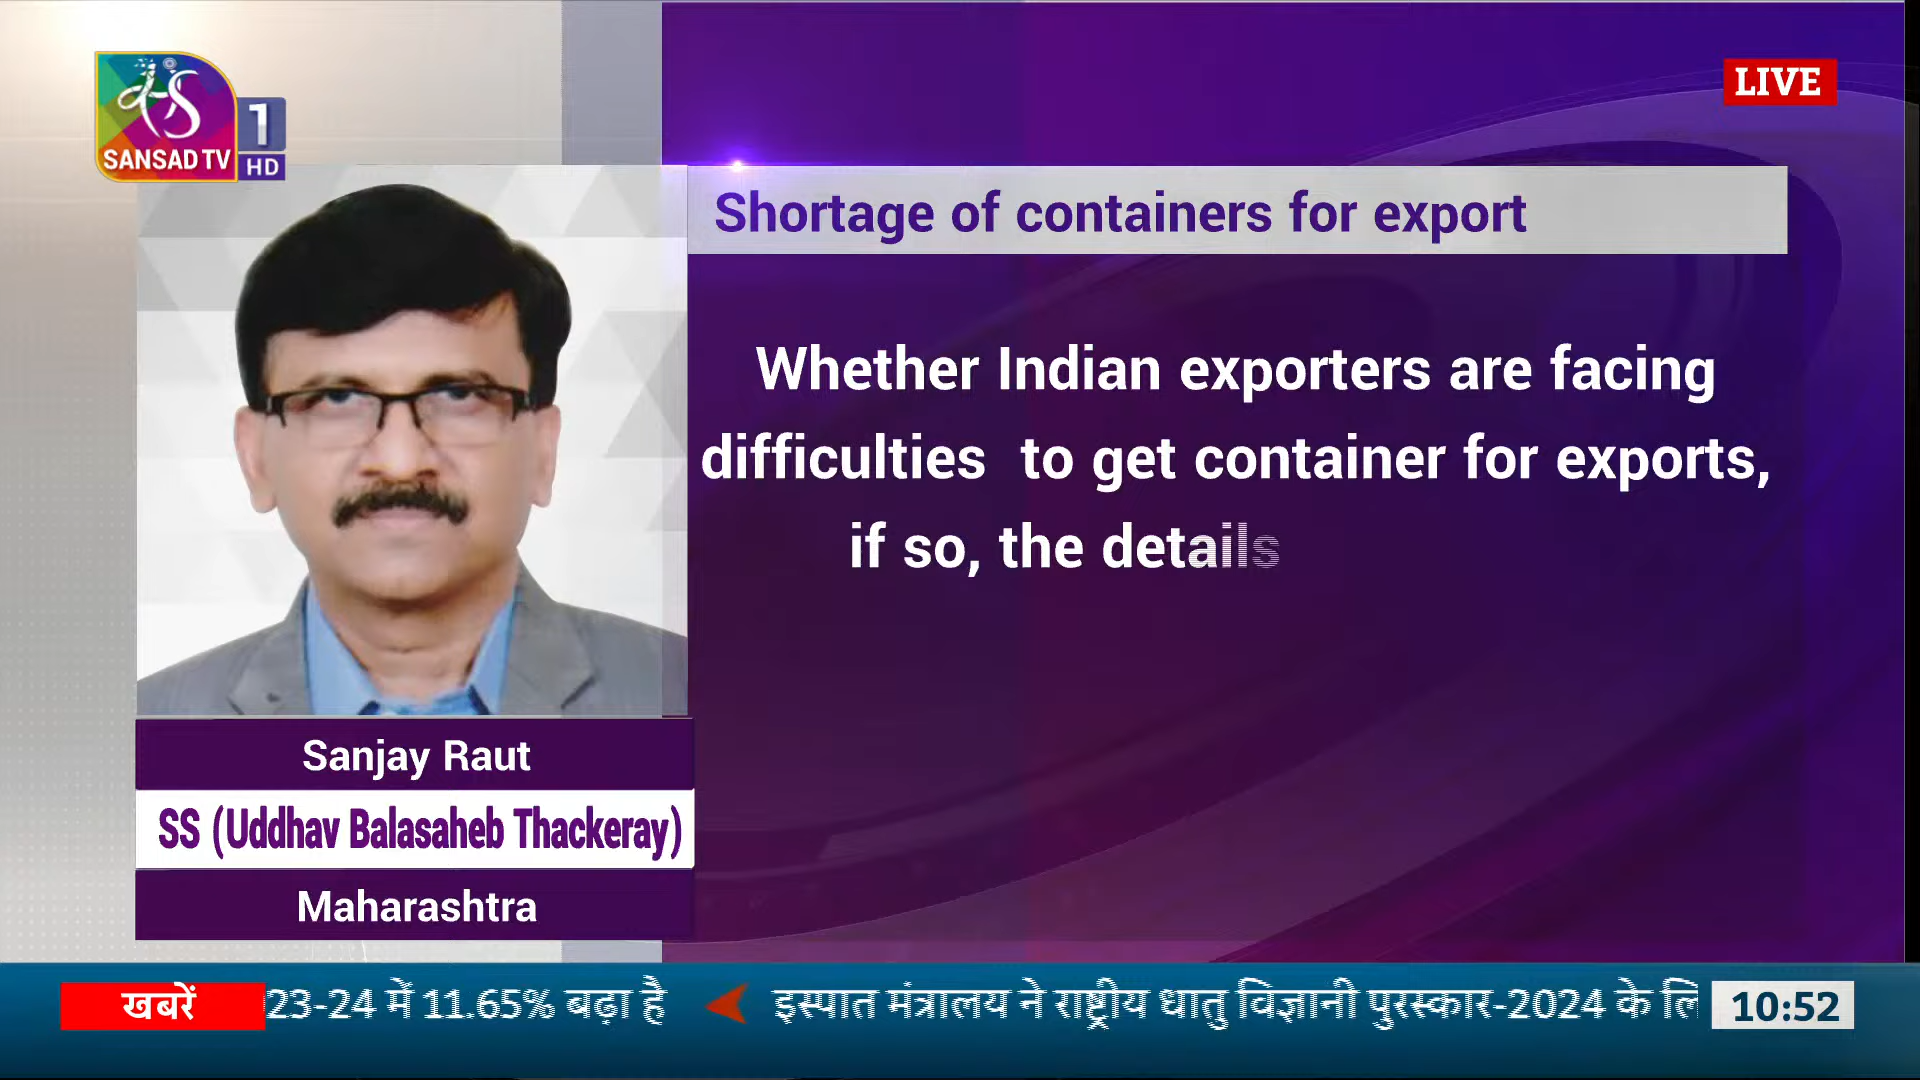 SANSAD TV
1
HD
LIVE
Shortage of containers for export
Whether Indian exporters are facing
difficulties to get container for exports,
if so, the details
Sanjay Raut
SS (Uddhav Balasaheb Thackeray)
Maharashtra
खबरें
23-24 में 11.65% बढ़ा है
इस्पात मंत्रालय ने राष्ट्रीय धातु विज्ञानी पुरस्कार-2024 के
10:52